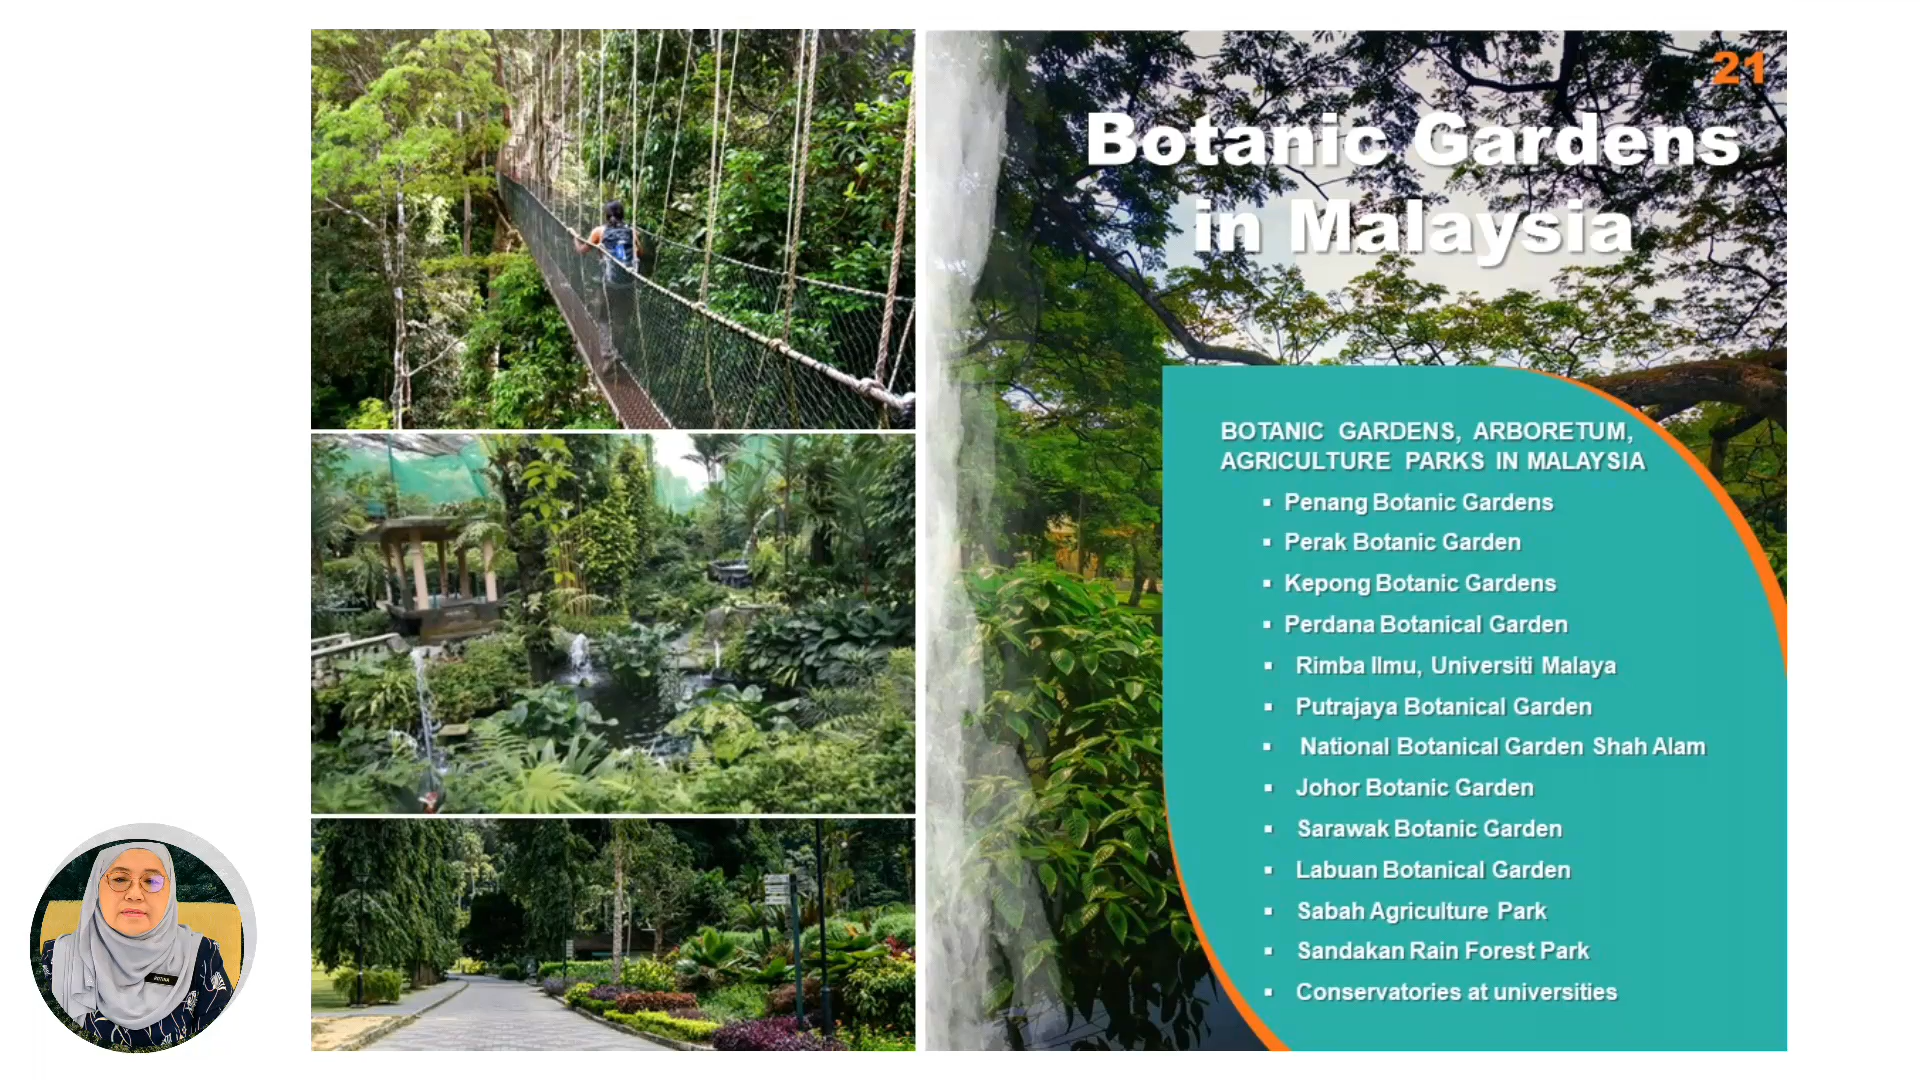 21
Botanic Gardens
in Malaysia
BOTANIC GARDENS, ARBORETUM,
AGRICULTURE PARKS IN MALAYSIA
▪ Penang Botanic Gardens
▪ Perak Botanic Garden
▪ Kepong Botanic Gardens
▪ Perdana Botanical Garden
▪ Rimba Ilmu, Universiti Malaya
▪ Putrajaya Botanical Garden
▪ National Botanical Garden Shah Alam
▪ Johor Botanic Garden
▪ Sarawak Botanic Garden
▪ Labuan Botanical Garden
▪ Sabah Agriculture Park
▪ Sandakan Rain Forest Park
▪ Conservatories at universities